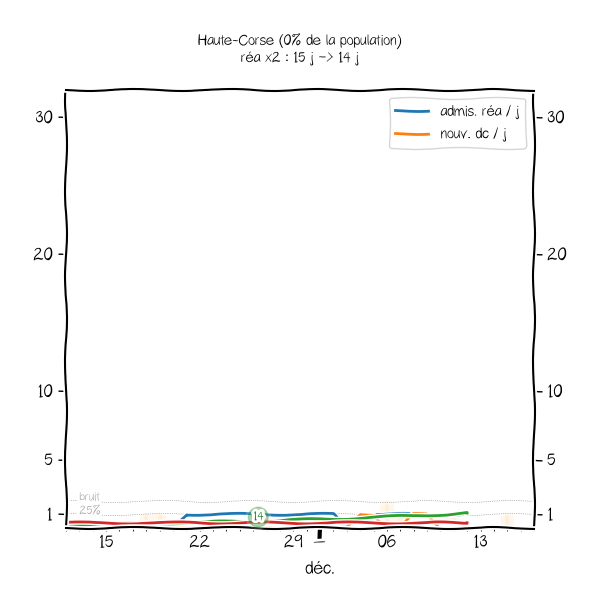 Haute-Corse (0% de la population)
réa x2 : 15 j -> 14 j
admis. réa / j
nouv. dc / j
30
30
20
20
10
10
5
5
bruit
25%
1
1
14
15
22
29
06
13
déc.